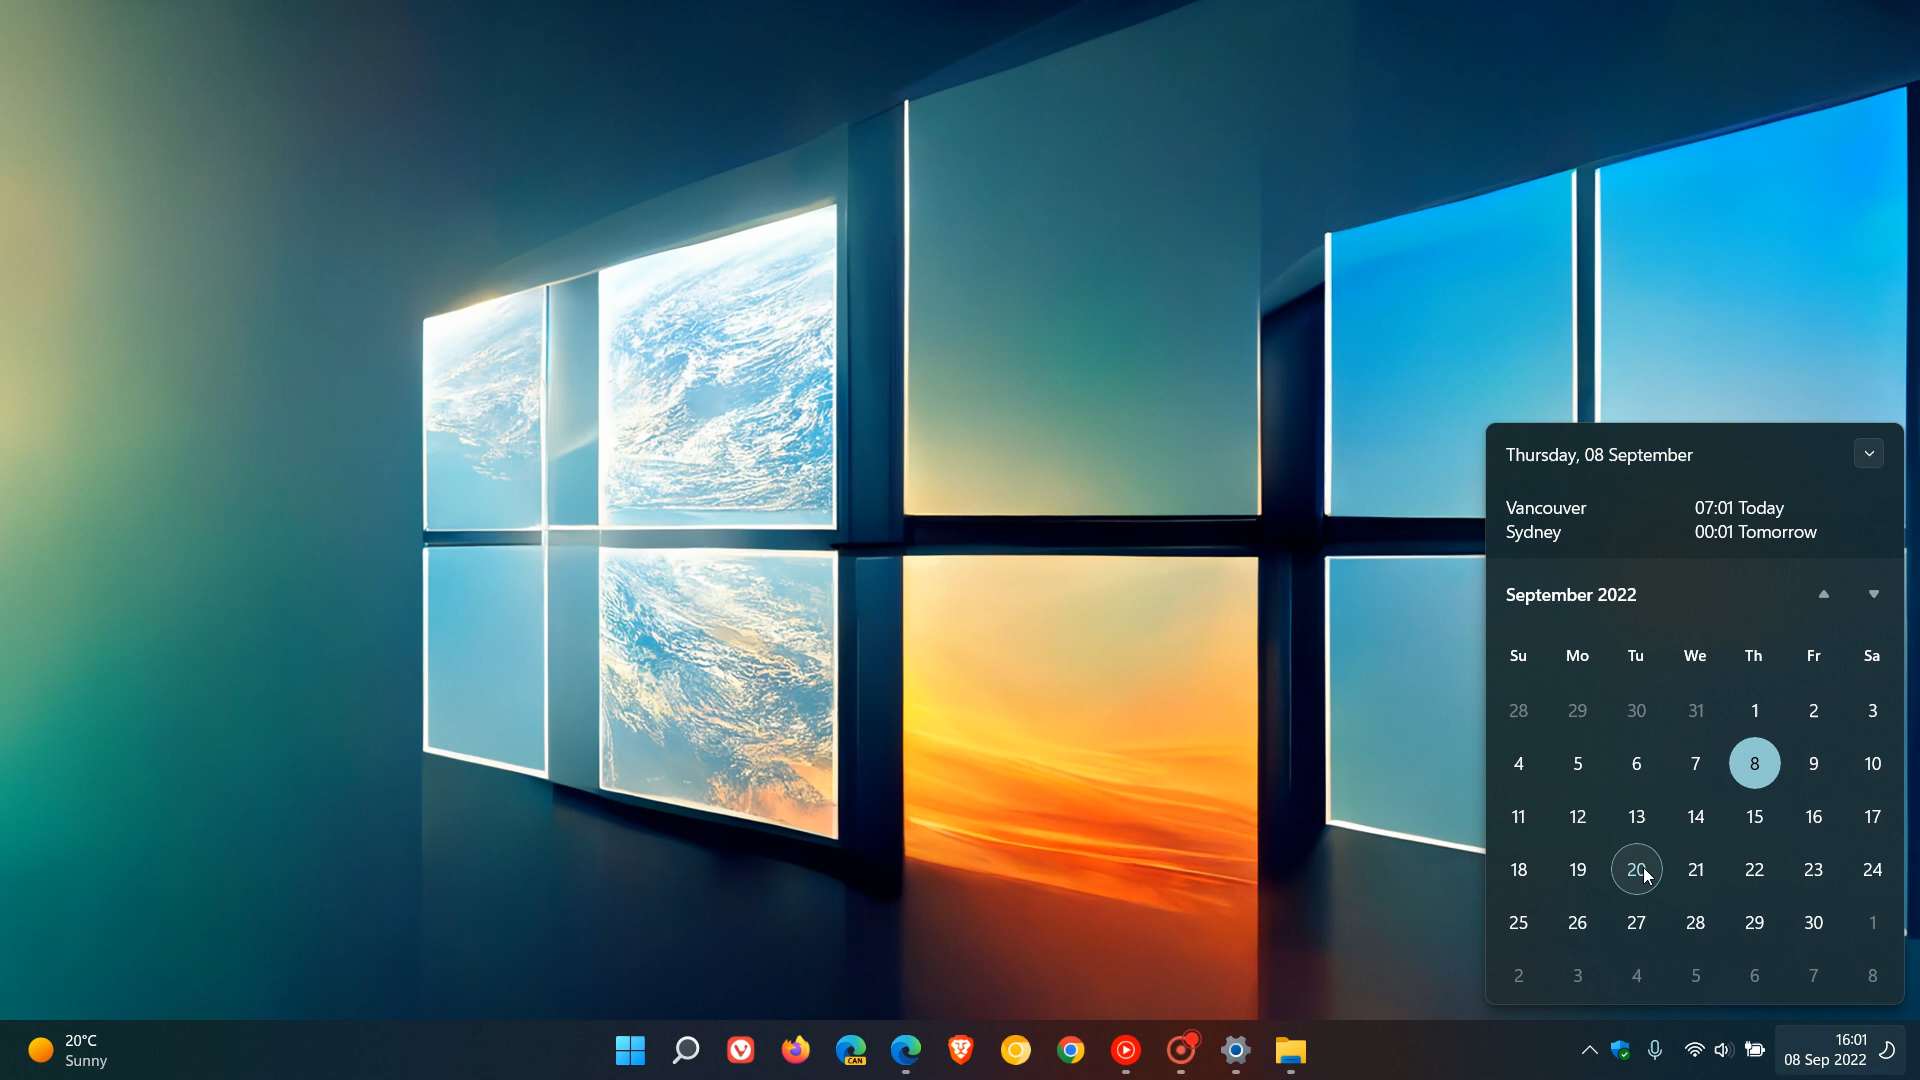 Thursday, 08 September
Vancouver 07:01 Today
Sydney 00:01 Tomorrow
September 2022
Su Mo Tu We Th Fr Sa
28 29 30 31 1 2 3
4 5 6 7 8 9 10
11 12 13 14 15 16 17
18 19 20 21 22 23 24
25 26 27 28 29 30 1
2 3 4 5 6 7 8
20°C
Sunny
CAN
16:01
08 Sep 2022